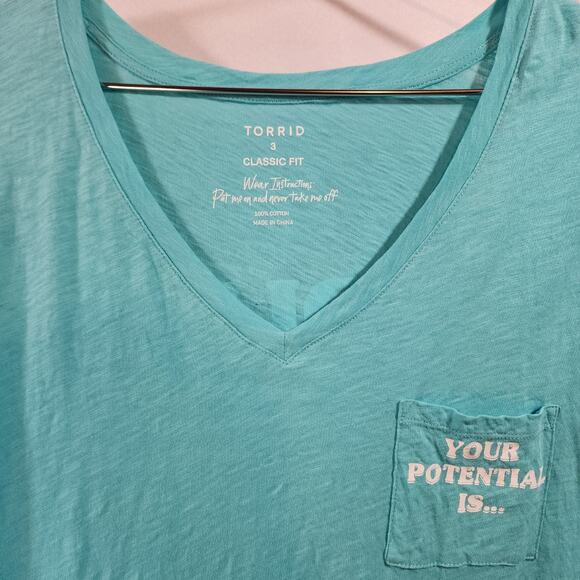 TORRID
3
CLASSIC FIT
Wear Instructions:
Put me on and never take me off
100% COTTON
MADE IN CHINA
YOUR
POTENTIAL
IS...